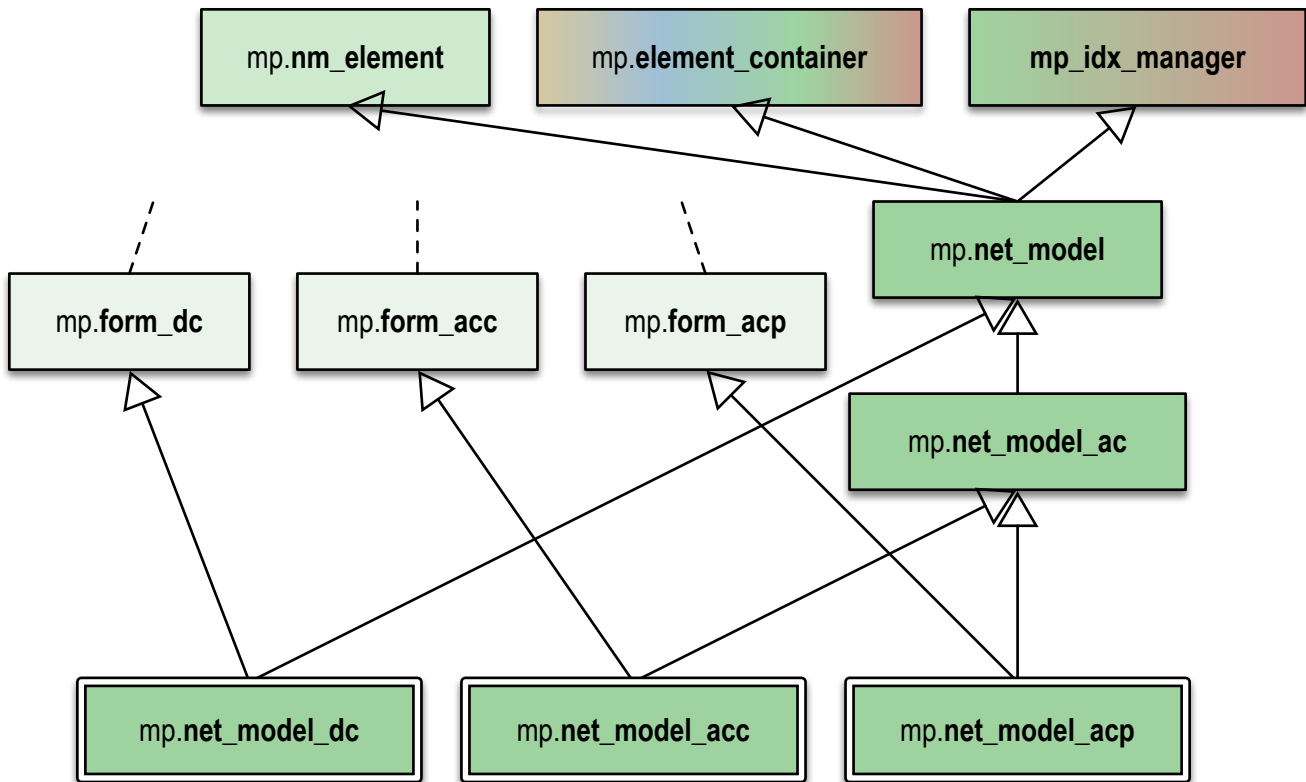 mp.nm_element
mp.element_container
mp_idx_manager
mp.net_model
mp.form_dc
mp.form_acc
mp.form_acp
mp.net_model_ac
mp.net_model_dc
mp.net_model_acc
mp.net_model_acp